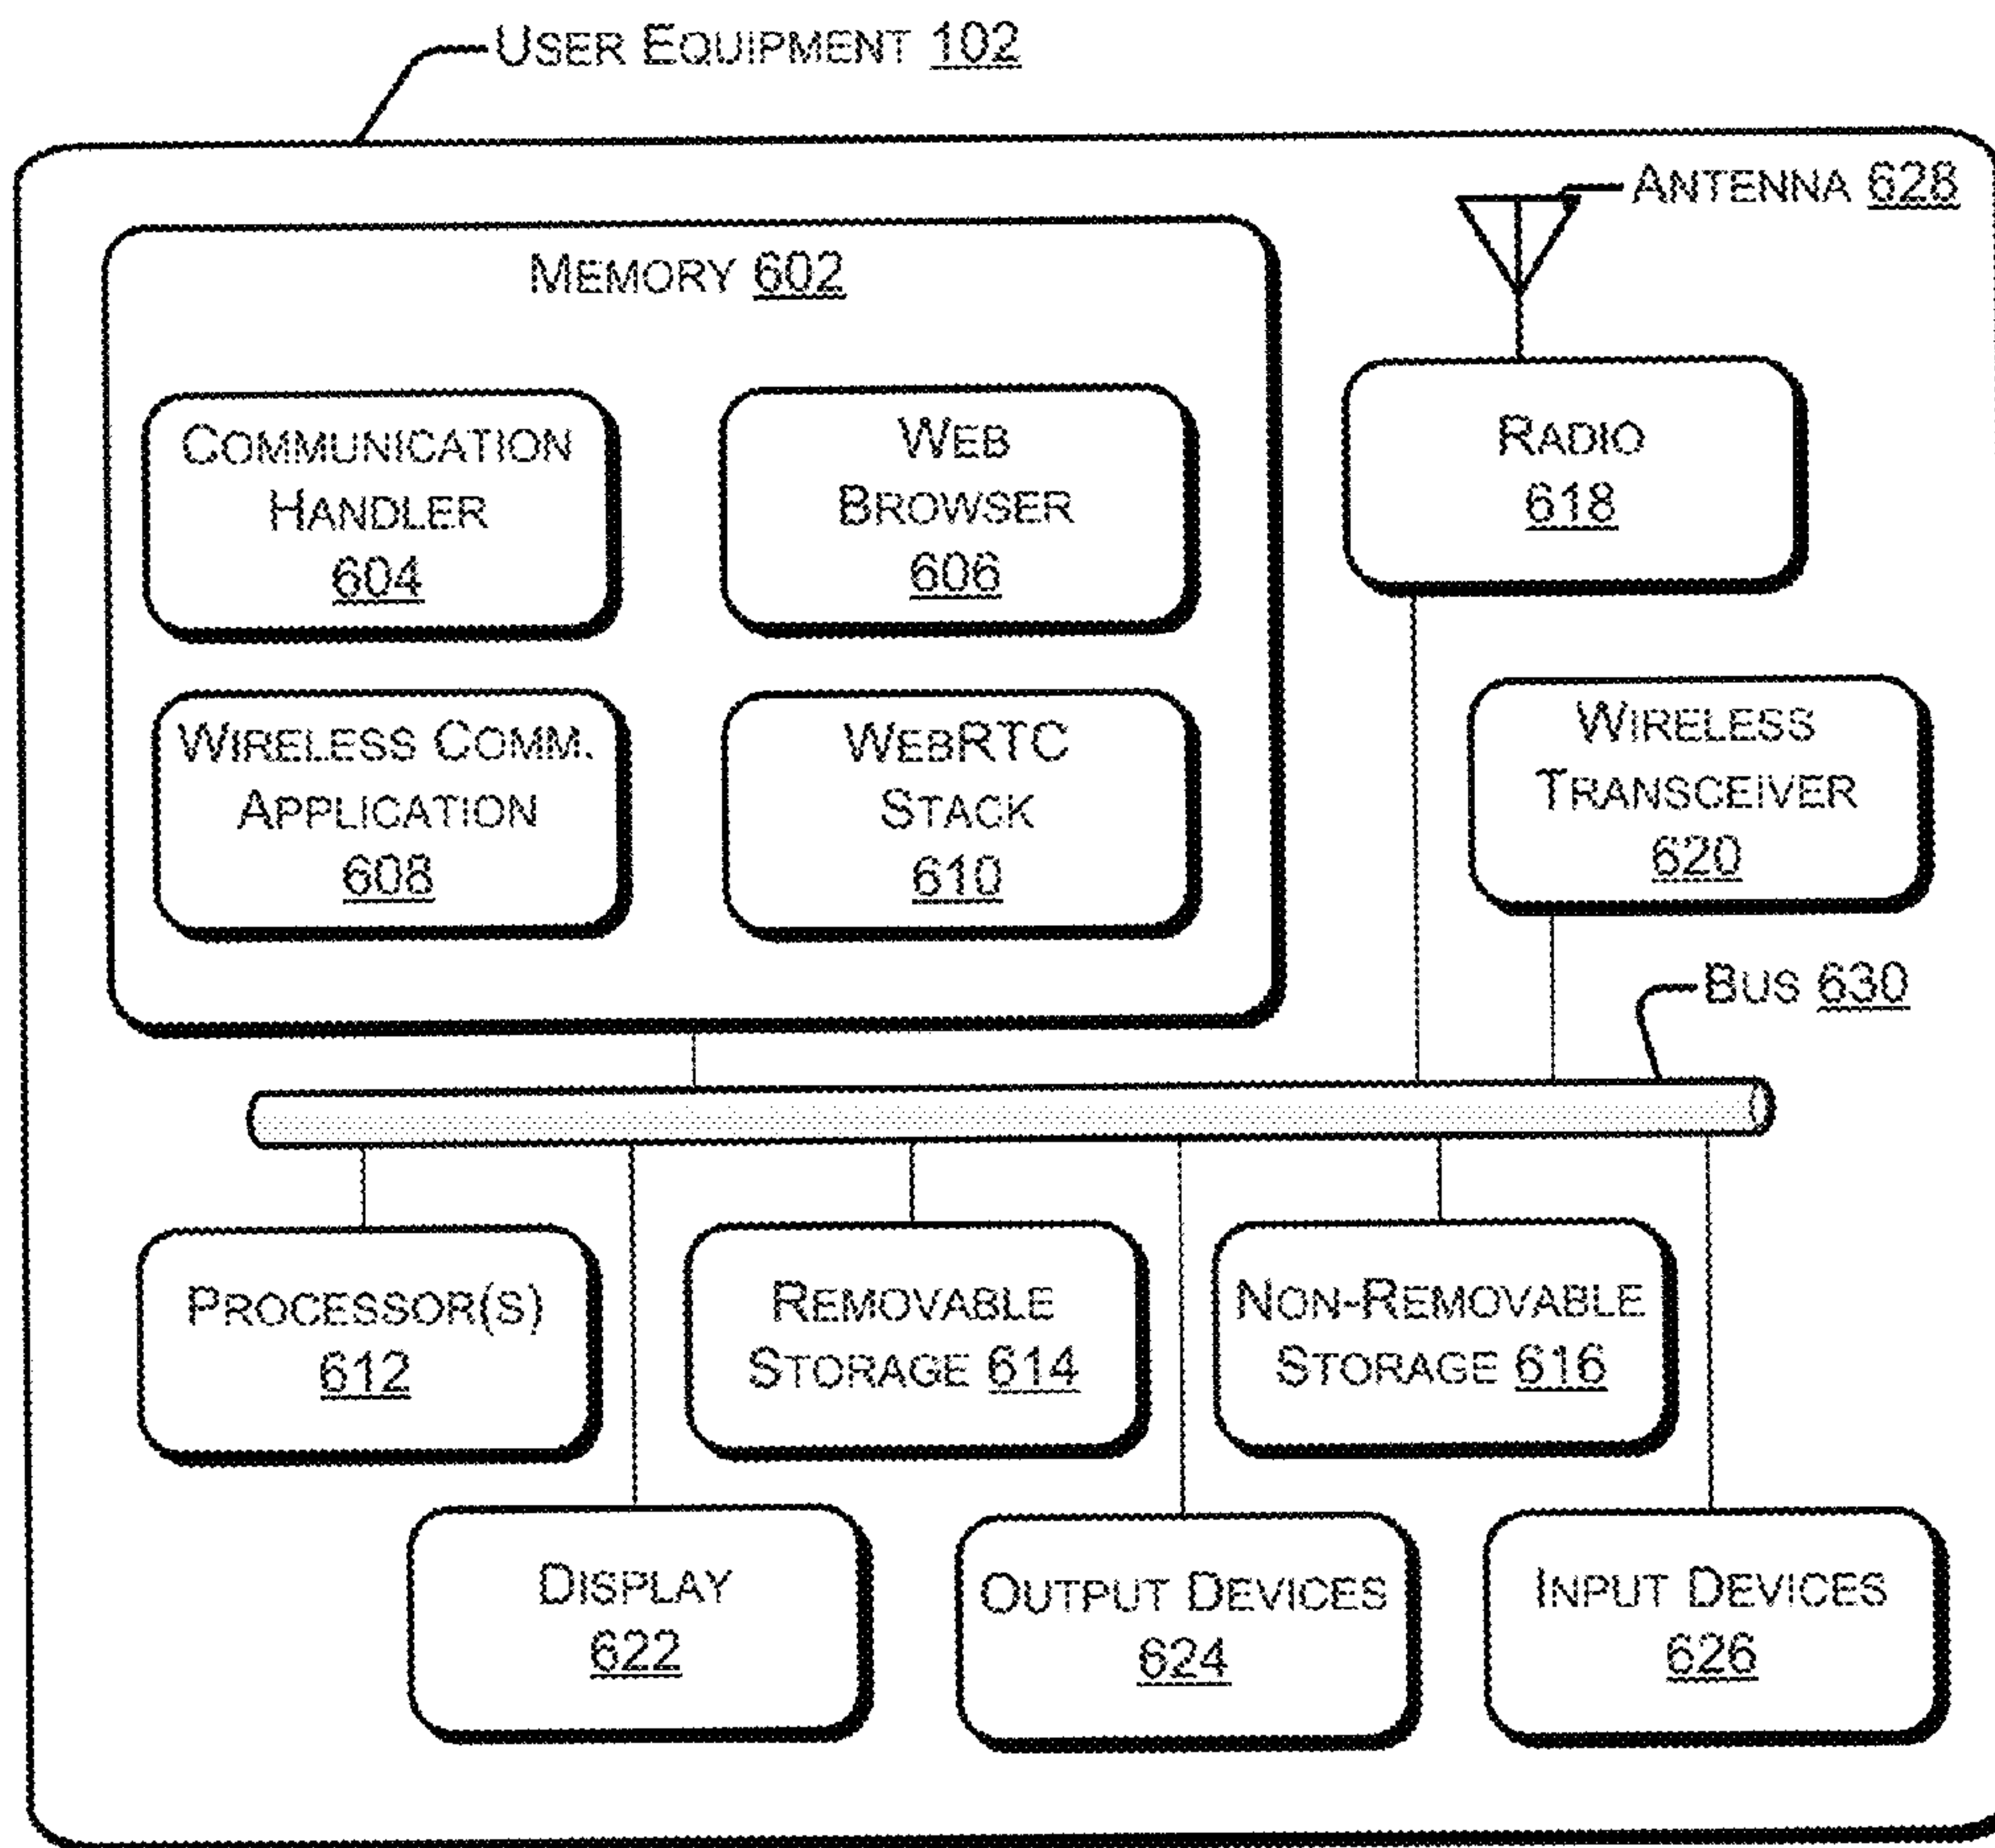 USER EQUIPMENT 102
ANTENNA 628
MEMORY 602
COMMUNICATION
HANDLER
604
WEB
BROWSER
606
RADIO
618
WIRELESS COMM.
APPLICATION
608
WEBRTC
STACK
610
WIRELESS
TRANSCEIVER
620
BUS 630
PROCESSOR(S)
612
REMOVABLE
STORAGE 614
NON-REMOVABLE
STORAGE 616
DISPLAY
622
OUTPUT DEVICES
624
INPUT DEVICES
626